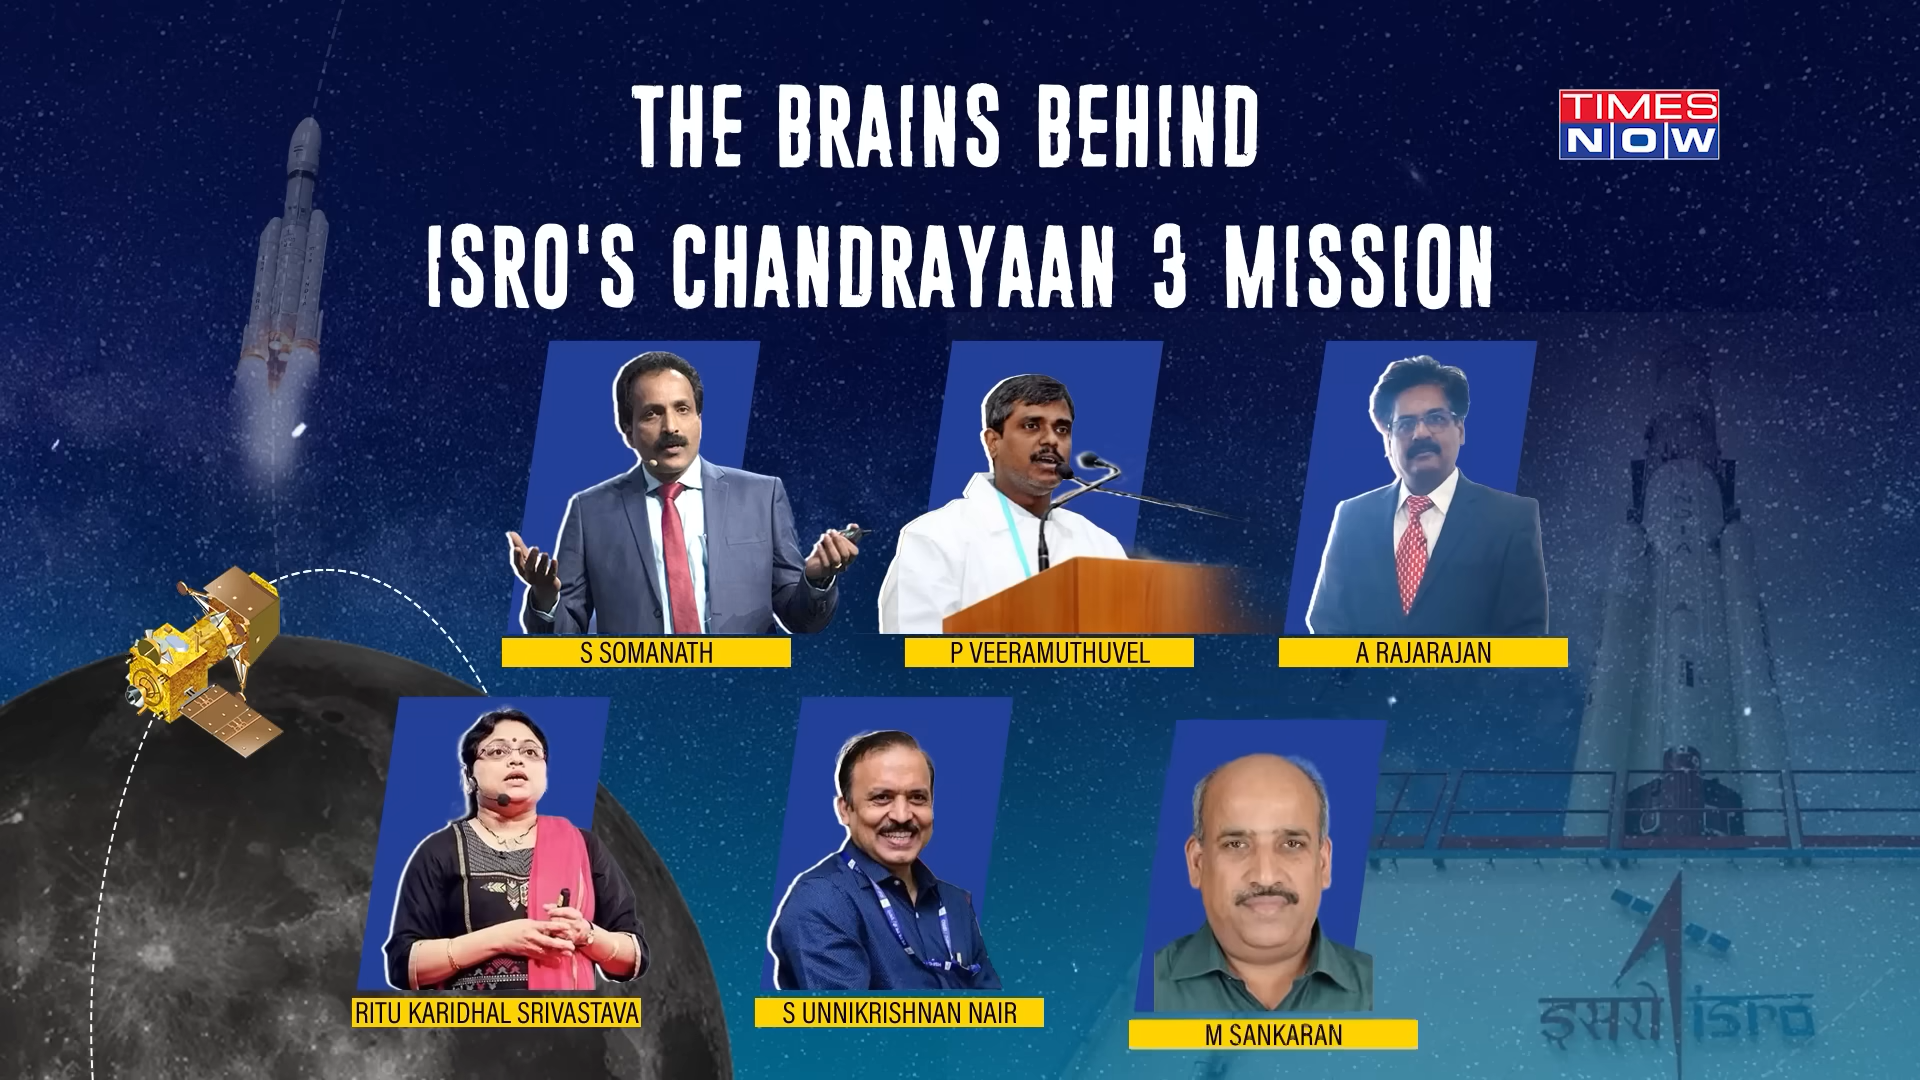 THE BRAINS BEHIND
TIMES
NOW
ISRO'S CHANDRAYAAN 3 MISSION
S SOMANATH
P VEERAMUTHUVEL
A RAJARAJAN
RITU KARIDHAL SRIVASTAVA
S UNNIKRISHNAN NAIR
M SANKARAN
इसरो isro